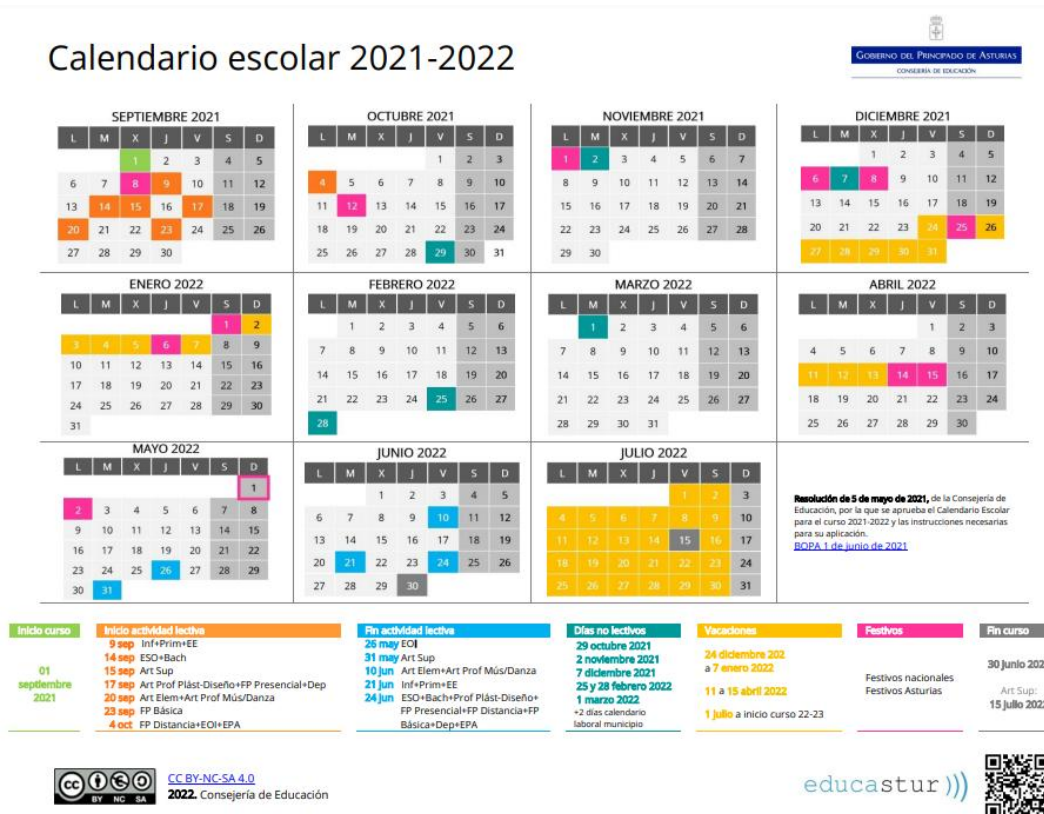 Calendario escolar 2021-2022
GOBIERNO DEL PRINCIPADO DE ASTURIAS
CONSEJERÍA DE EDUCACIÓN
SEPTIEMBRE 2021
L M X J V S D
1 2 3 4 5
6 7 8 9 10 11 12
13 14 15 16 17 18 19
20 21 22 23 24 25 26
27 28 29 30
OCTUBRE 2021
L M X J V S D
1 2 3
4 5 6 7 8 9 10
11 12 13 14 15 16 17
18 19 20 21 22 23 24
25 26 27 28 29 30 31
NOVIEMBRE 2021
L M X J V S D
1 2 3 4 5 6 7
8 9 10 11 12 13 14
15 16 17 18 19 20 21
22 23 24 25 26 27 28
29 30
DICIEMBRE 2021
L M X J V S D
1 2 3 4 5
6 7 8 9 10 11 12
13 14 15 16 17 18 19
20 21 22 23 24 25 26
27 28 29 30 31
ENERO 2022
L M X J V S D
1 2
3 4 5 6 7 8 9
10 11 12 13 14 15 16
17 18 19 20 21 22 23
24 25 26 27 28 29 30
31
FEBRERO 2022
L M X J V S D
1 2 3 4 5 6
7 8 9 10 11 12 13
14 15 16 17 18 19 20
21 22 23 24 25 26 27
28
MARZO 2022
L M X J V S D
1 2 3 4 5 6
7 8 9 10 11 12 13
14 15 16 17 18 19 20
21 22 23 24 25 26 27
28 29 30 31
ABRIL 2022
L M X J V S D
1 2 3
4 5 6 7 8 9 10
11 12 13 14 15 16 17
18 19 20 21 22 23 24
25 26 27 28 29 30
MAYO 2022
L M X J V S D
1
2 3 4 5 6 7 8
9 10 11 12 13 14 15
16 17 18 19 20 21 22
23 24 25 26 27 28 29
30 31
JUNIO 2022
L M X J V S D
1 2 3 4 5
6 7 8 9 10 11 12
13 14 15 16 17 18 19
20 21 22 23 24 25 26
27 28 29 30
JULIO 2022
L M X J V S D
1 2 3
4 5 6 7 8 9 10
11 12 13 14 15 16 17
18 19 20 21 22 23 24
25 26 27 28 29 30 31
Resolución de 5 de mayo de 2021, de la Consejería de
Educación, por la que se aprueba el Calendario Escolar
para el curso 2021-2022 y las instrucciones necesarias
para su aplicación.
BOPA 1 de junio de 2021
Inicio curso
01
septiembre
2021
Inicio actividad lectiva
9 sep Inf+Prim+EE
14 sep ESO+Bach
15 sep Art Sup
17 sep Art Prof Plást-Diseño+FP Presencial+Dep
20 sep Art Elem+Art Prof Mús/Danza
23 sep FP Básica
4 oct FP Distancia+EOI+EPA
Fin actividad lectiva
26 may EOI
31 may Art Sup
10 jun Art Elem+Art Prof Mús/Danza
21 jun Inf+Prim+EE
24 jun ESO+Bach+Prof Plást-Diseño+
FP Presencial+FP Distancia+FP
Básica+Dep+EPA
Días no lectivos
29 octubre 2021
2 noviembre 2021
7 diciembre 2021
25 y 28 febrero 2022
1 marzo 2022
+2 días calendario
laboral municipio
Vacaciones
24 diciembre 202
a 7 enero 2022
11 a 15 abril 2022
1 julio a inicio curso 22-23
Festivos
Festivos nacionales
Festivos Asturias
Fin curso
30 junio 202
Art Sup:
15 julio 2022
CC BY NC SA
CC BY-NC-SA 4.0
2022. Consejería de Educación
educastur